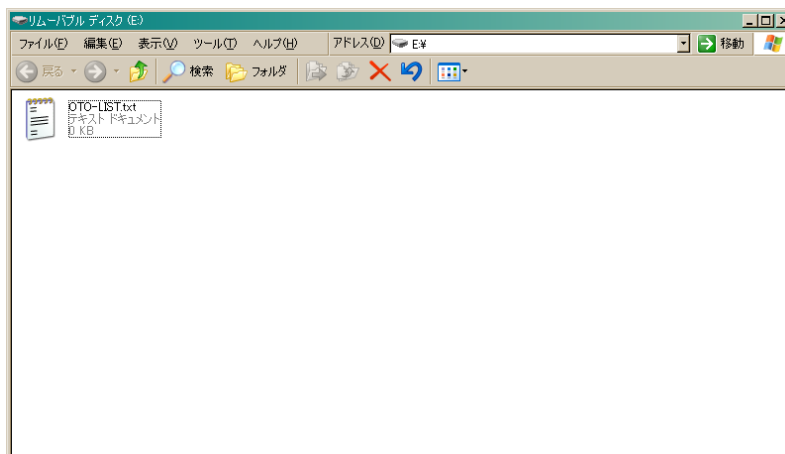 リムーバブル ディスク (E:)
ファイル(F) 編集(E) 表示(V) ツール(T) ヘルプ(H) アドレス(D) E:¥ 移動
戻る 検索 フォルダ
OTO-LIST.txt
テキスト ドキュメント
0 KB